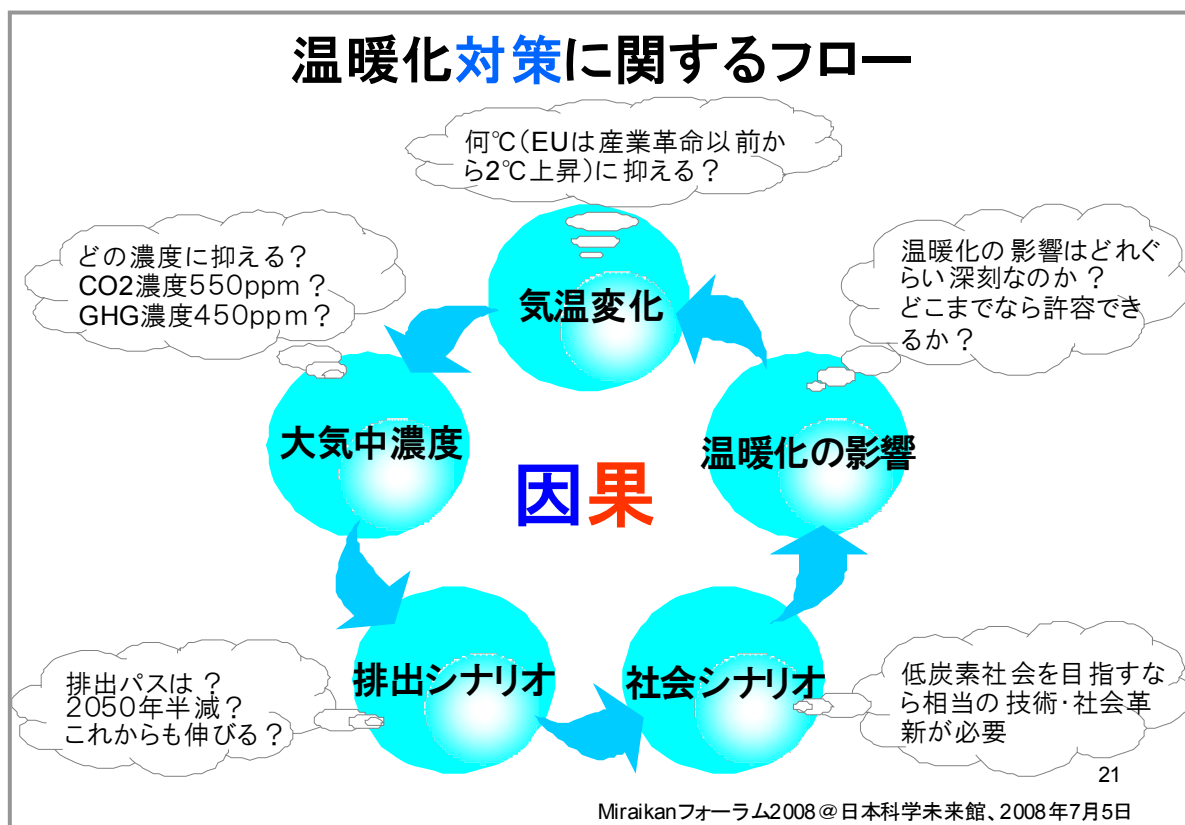 温暖化対策に関するフロー
何℃(EUは産業革命以前か
ら2℃上昇)に抑える?
どの濃度に抑える?
CO2濃度550ppm?
GHG濃度450ppm?
温暖化の影響はどれぐ
らい深刻なのか?
どこまでなら許容でき
るか?
気温変化
大気中濃度
温暖化の影響
因果
排出シナリオ
社会シナリオ
排出パスは?
2050年半減?
これからも伸びる?
低炭素社会を目指すな
ら相当の技術・社会革
新が必要
21
Miraikanフォーラム2008@日本科学未来館、2008年7月5日